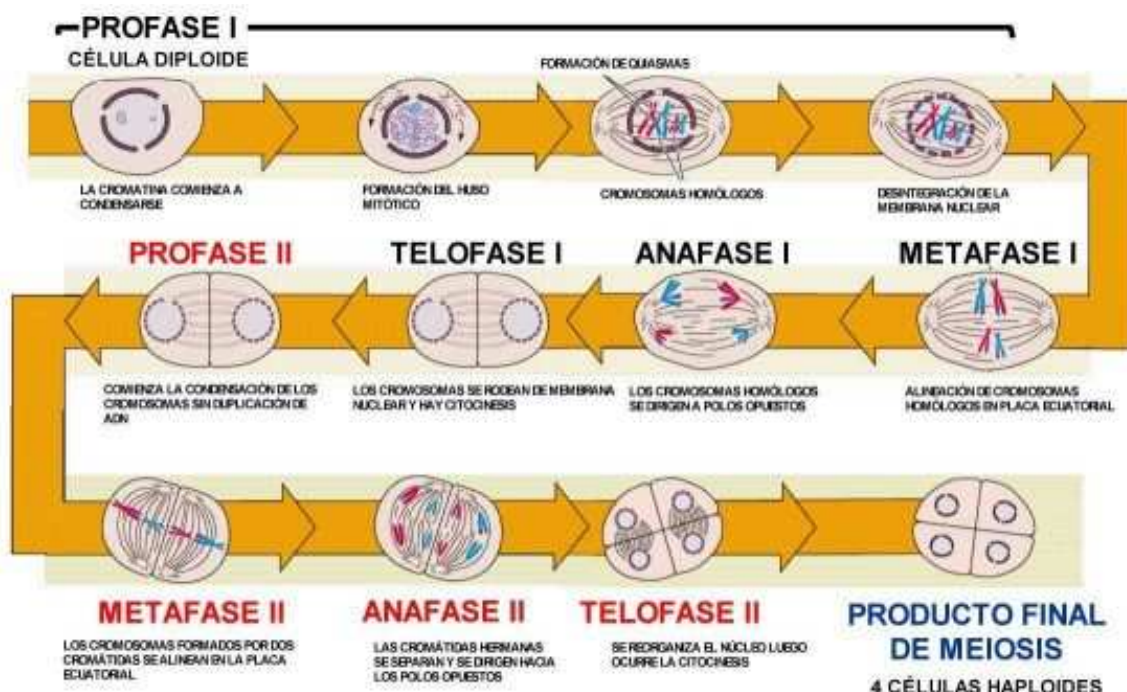 PROFASE I
CÉLULA DIPLOIDE
FORMACIÓN DE QUIASMAS
LA CROMATINA COMIENZA A
CONDENSARSE
FORMACIÓN DEL HUSO
MITÓTICO
CROMOSOMAS HOMÓLOGOS
DESINTEGRACIÓN DE LA
MEMBRANA NUCLEAR
PROFASE II
TELOFASE I
ANAFASE I
METAFASE I
COMIENZA LA CONDENSACIÓN DE LOS
CROMOSOMAS SIN DUPLICACIÓN DE
ADN
LOS CROMOSOMAS SE RODEAN DE MEMBRANA
NUCLEAR Y HAY CITOCINESIS
LOS CROMOSOMAS HOMÓLOGOS
SE DIRIGEN A POLOS OPUESTOS
ALINEACIÓN DE CROMOSOMAS
HOMÓLOGOS EN PLACA ECUATORIAL
METAFASE II
LOS CROMOSOMAS FORMADOS POR DOS
CROMÁTIDAS SE ALINEAN EN LA PLACA
ECUATORIAL
ANAFASE II
LAS CROMÁTIDAS HERMANAS
SE SEPARAN Y SE DIRIGEN HACIA
LOS POLOS OPUESTOS
TELOFASE II
SE REORGANIZA EL NÚCLEO LUEGO
OCURRE LA CITOCINESIS
PRODUCTO FINAL
DE MEIOSIS
4 CÉLULAS HAPLOIDES